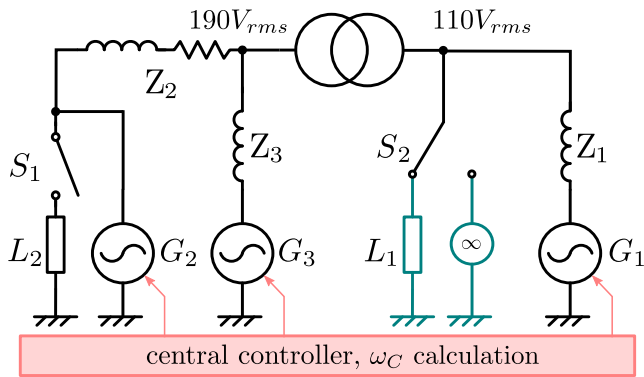 190V_rms 110V_rms
Z_2
Z_3
Z_1
S_1
S_2
L_2
G_2
G_3
L_1
∞
G_1
central controller, ω_C calculation